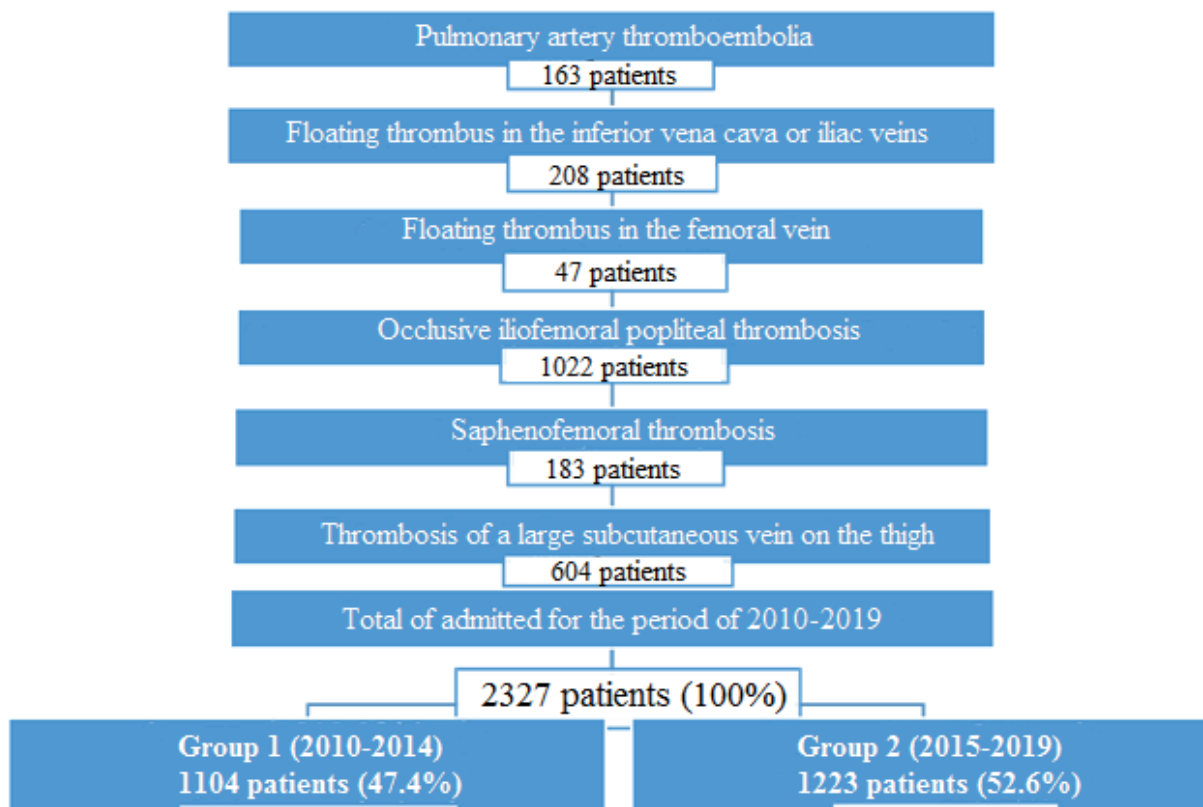 Pulmonary artery thromboembolia
163 patients
Floating thrombus in the inferior vena cava or iliac veins
208 patients
Floating thrombus in the femoral vein
47 patients
Occlusive iliofemoral popliteal thrombosis
1022 patients
Saphenofemoral thrombosis
183 patients
Thrombosis of a large subcutaneous vein on the thigh
604 patients
Total of admitted for the period of 2010-2019
2327 patients (100%)
Group 1 (2010-2014)
1104 patients (47.4%)
Group 2 (2015-2019)
1223 patients (52.6%)